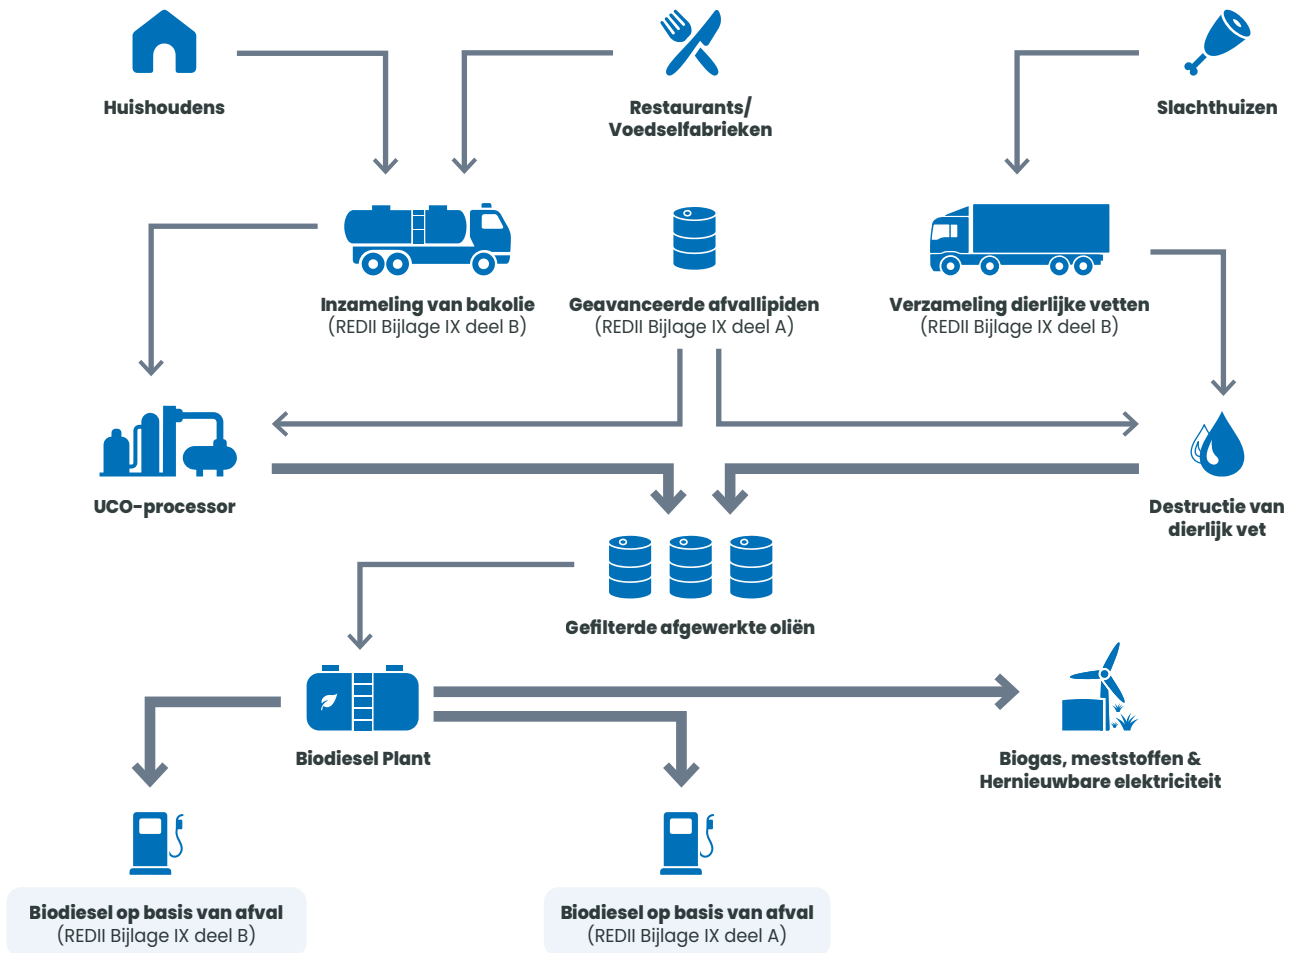 Huishoudens
Restaurants/
Voedselfabrieken
Slachthuizen
Inzameling van bakolie
(REDII Bijlage IX deel B)
Geavanceerde afvallipiden
(REDII Bijlage IX deel A)
Verzameling dierlijke vetten
(REDII Bijlage IX deel B)
UCO-processor
Destructie van
dierlijk vet
Gefilterde afgewerkte oliën
Biodiesel Plant
Biogas, meststoffen &
Hernieuwbare elektriciteit
Biodiesel op basis van afval
(REDII Bijlage IX deel B)
Biodiesel op basis van afval
(REDII Bijlage IX deel A)